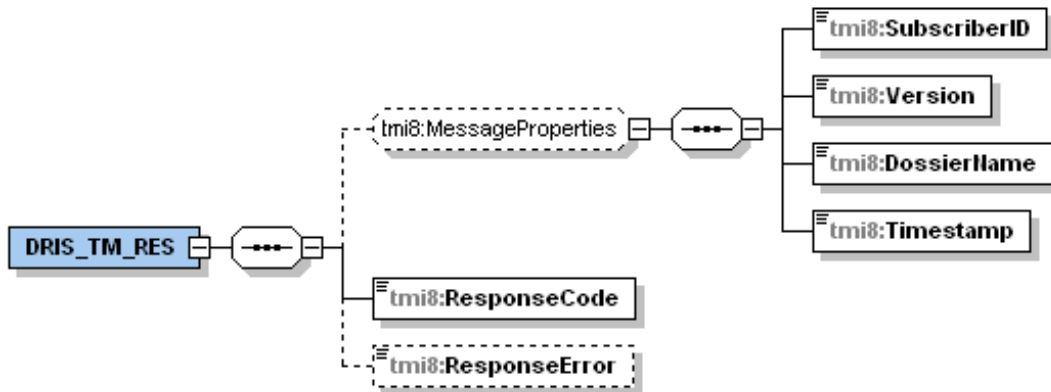 tmi8:SubscriberID
tmi8:Version
tmi8:MessageProperties
tmi8:DossierName
tmi8:Timestamp
DRIS_TM_RES
tmi8:ResponseCode
tmi8:ResponseError